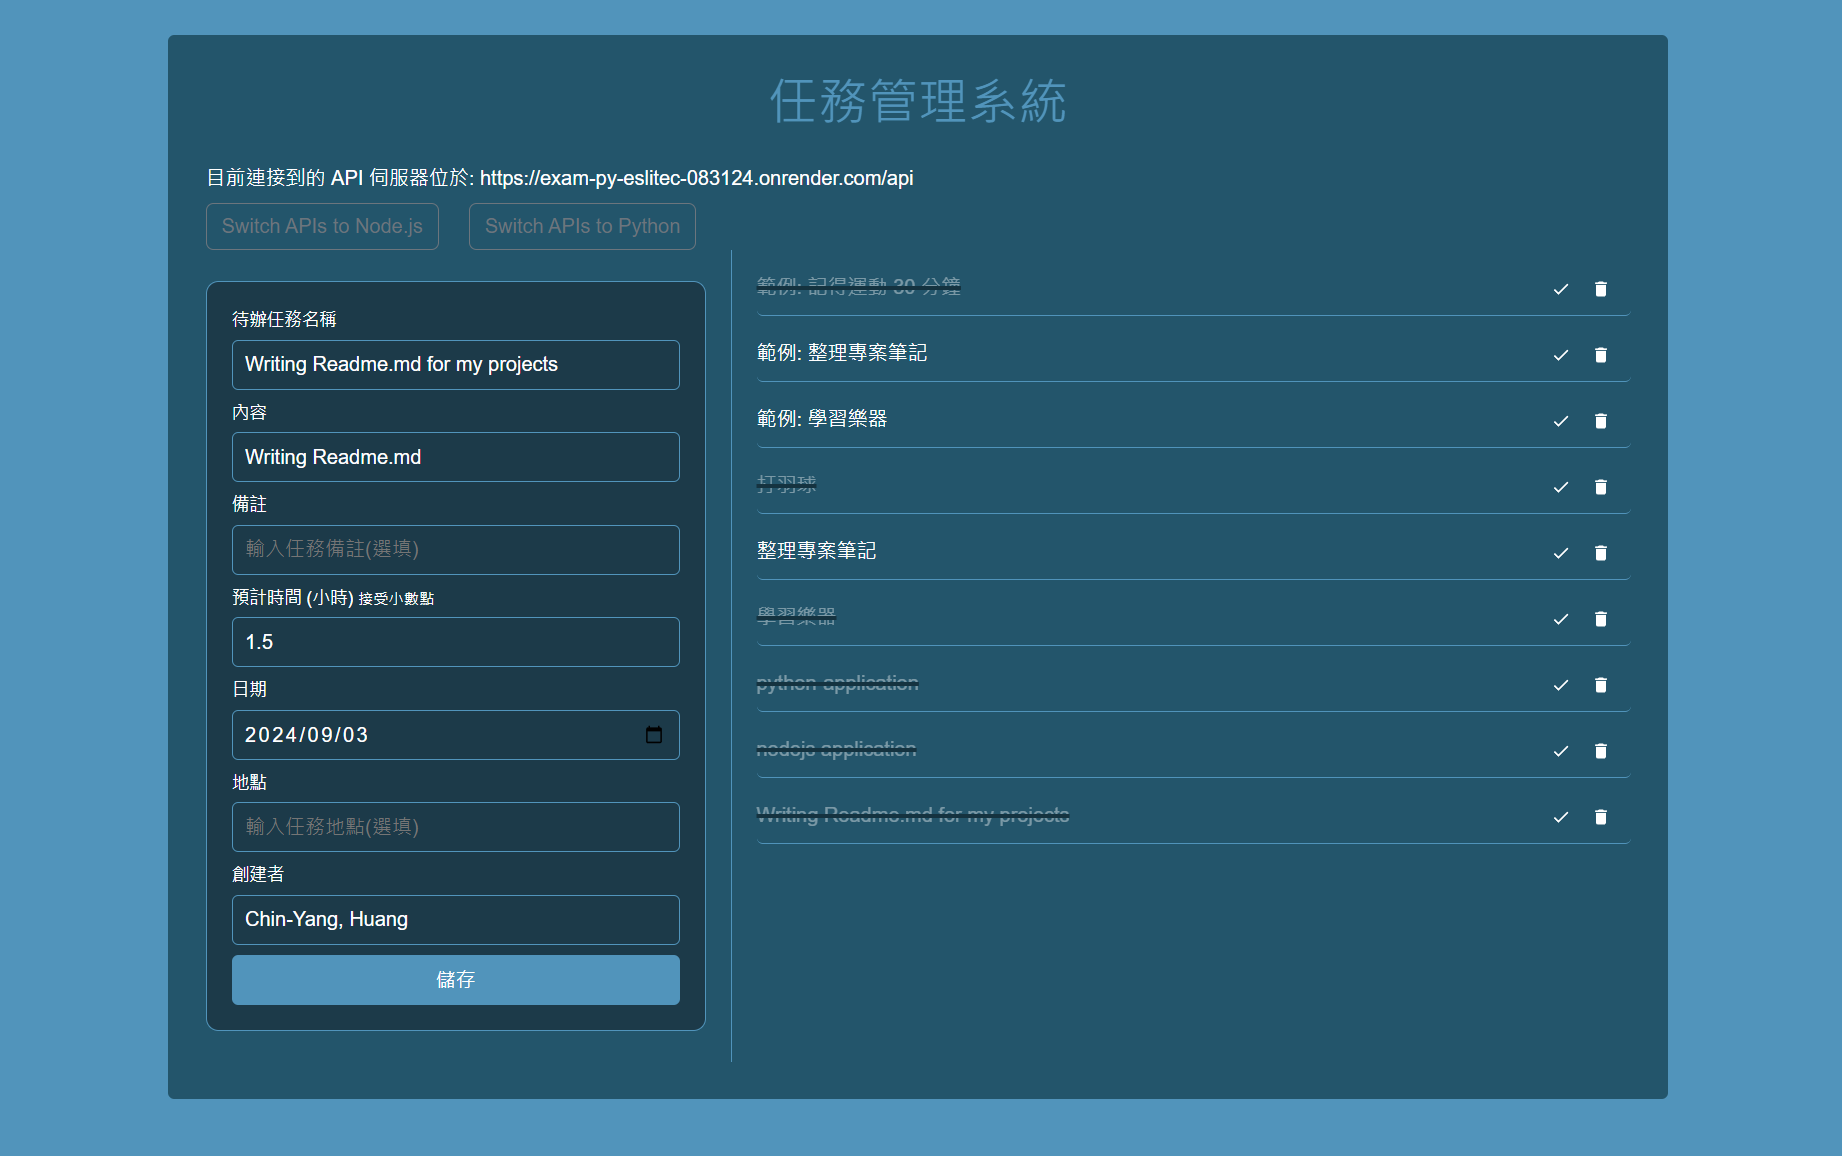 任務管理系統
目前連接到的 API 伺服器位於: https://exam-py-eslitec-083124.onrender.com/api
Switch APIs to Node.js
Switch APIs to Python
待辦任務名稱
Writing Readme.md for my projects
內容
Writing Readme.md
備註
輸入任務備註(選填)
預計時間 (小時) 接受小數點
1.5
日期
2024/09/03
地點
輸入任務地點(選填)
創建者
Chin-Yang, Huang
儲存
範例: 記得運動 30 分鐘
範例: 整理專案筆記
範例: 學習樂器
打羽球
整理專案筆記
學習樂器
python application
nodejs application
Writing Readme.md for my projects